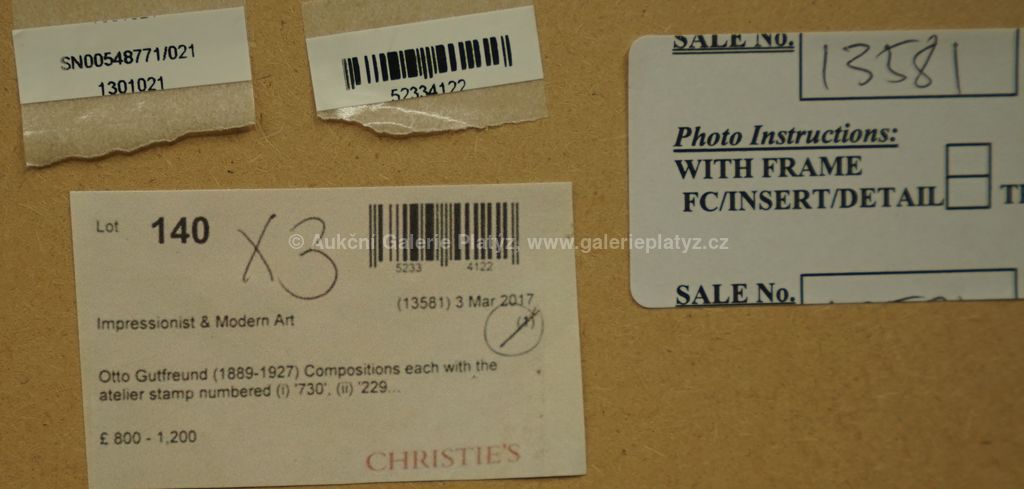 SN00548771/021
1301021
52334122
SALE No. 13581
Photo Instructions:
WITH FRAME
FC/INSERT/DETAIL
SALE No.
Lot 140 X3
5233 4122
© Aukční Galerie Platýz, www.galerieplatyz.cz
(13581) 3 Mar 2017
Impressionist & Modern Art
Otto Gutfreund (1889-1927) Compositions each with the
atelier stamp numbered (i) '730', (ii) '229...
£ 800 - 1,200
CHRISTIE'S